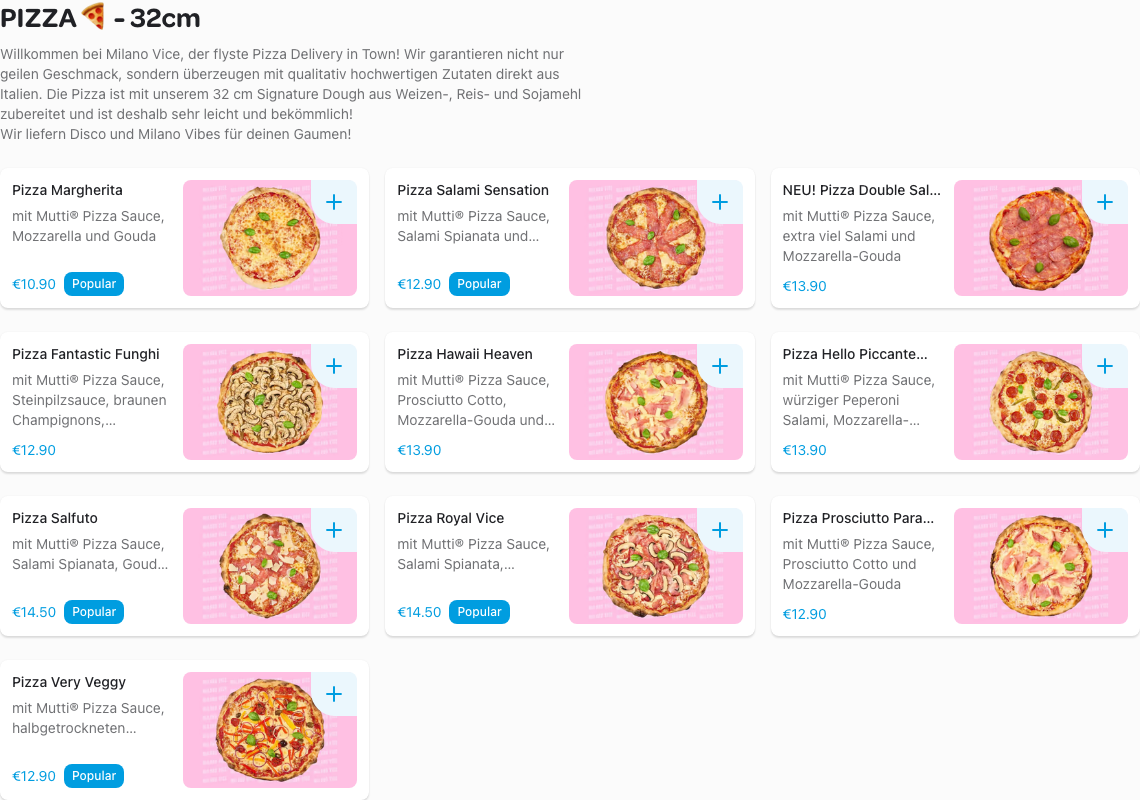 PIZZA🍕 - 32cm
Willkommen bei Milano Vice, der flyste Pizza Delivery in Town! Wir garantieren nicht nur
geilen Geschmack, sondern überzeugen mit qualitativ hochwertigen Zutaten direkt aus
Italien. Die Pizza ist mit unserem 32 cm Signature Dough aus Weizen-, Reis- und Sojamehl
zubereitet und ist deshalb sehr leicht und bekömmlich!
Wir liefern Disco und Milano Vibes für deinen Gaumen!
Pizza Margherita
mit Mutti® Pizza Sauce,
Mozzarella und Gouda
€10.90 Popular
Pizza Salami Sensation
mit Mutti® Pizza Sauce,
Salami Spianata und...
€12.90 Popular
NEU! Pizza Double Sal...
mit Mutti® Pizza Sauce,
extra viel Salami und
Mozzarella-Gouda
€13.90
Pizza Fantastic Funghi
mit Mutti® Pizza Sauce,
Steinpilzsauce, braunen
Champignons,...
€12.90
Pizza Hawaii Heaven
mit Mutti® Pizza Sauce,
Prosciutto Cotto,
Mozzarella-Gouda und...
€13.90
Pizza Hello Piccante...
mit Mutti® Pizza Sauce,
würziger Peperoni
Salami, Mozzarella-...
€13.90
Pizza Salfuto
mit Mutti® Pizza Sauce,
Salami Spianata, Goud...
€14.50 Popular
Pizza Royal Vice
mit Mutti® Pizza Sauce,
Salami Spianata,...
€14.50 Popular
Pizza Prosciutto Para...
mit Mutti® Pizza Sauce,
Prosciutto Cotto und
Mozzarella-Gouda
€12.90
Pizza Very Veggy
mit Mutti® Pizza Sauce,
halbgetrockneten...
€12.90 Popular